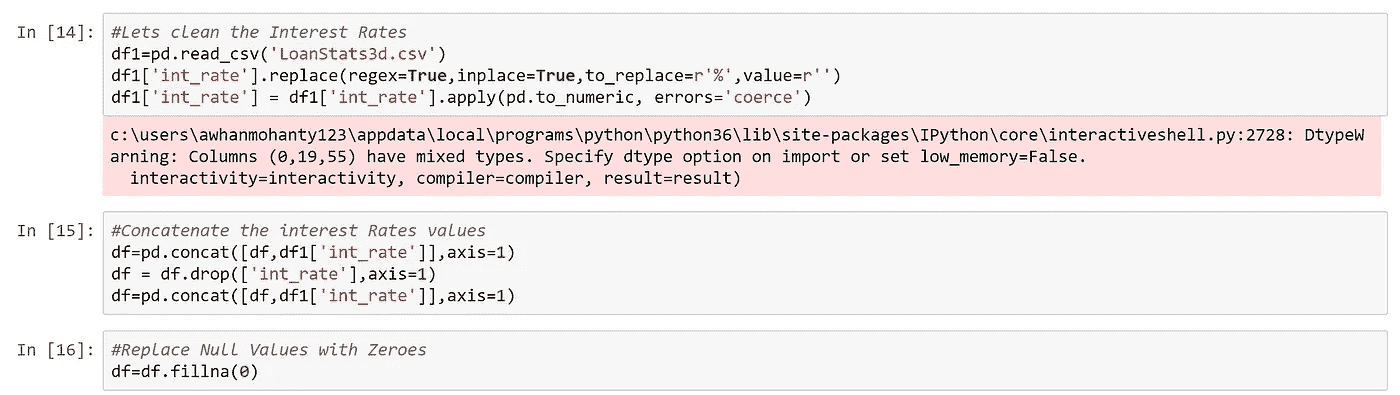 In [14]: #Lets clean the Interest Rates
df1=pd.read_csv('LoanStats3d.csv')
df1['int_rate'].replace(regex=True,inplace=True,to_replace=r'%',value=r'')
df1['int_rate'] = df1['int_rate'].apply(pd.to_numeric, errors='coerce')
c:\users\awhanmohanty123\appdata\local\programs\python\python36\lib\site-packages\IPython\core\interactiveshell.py:2728: DtypeW
arning: Columns (0,19,55) have mixed types. Specify dtype option on import or set low_memory=False.
interactivity=interactivity, compiler=compiler, result=result)
In [15]: #Concatenate the interest Rates values
df=pd.concat([df,df1['int_rate']],axis=1)
df = df.drop(['int_rate'],axis=1)
df=pd.concat([df,df1['int_rate']],axis=1)
In [16]: #Replace Null Values with Zeroes
df=df.fillna(0)